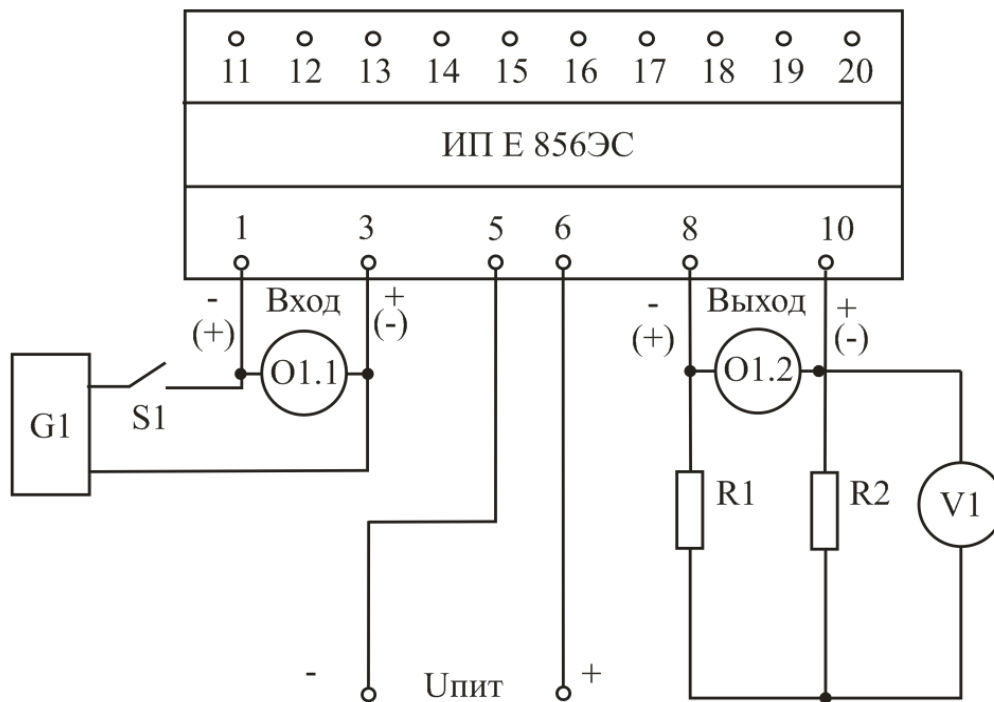 11 12 13 14 15 16 17 18 19 20
ИП Е 856ЭС
1 3 5 6 8 10
- Вход + - Выход +
(+) (-) (+) (-)
O1.1 O1.2
G1 S1
R1 R2 V1
- Uпит +